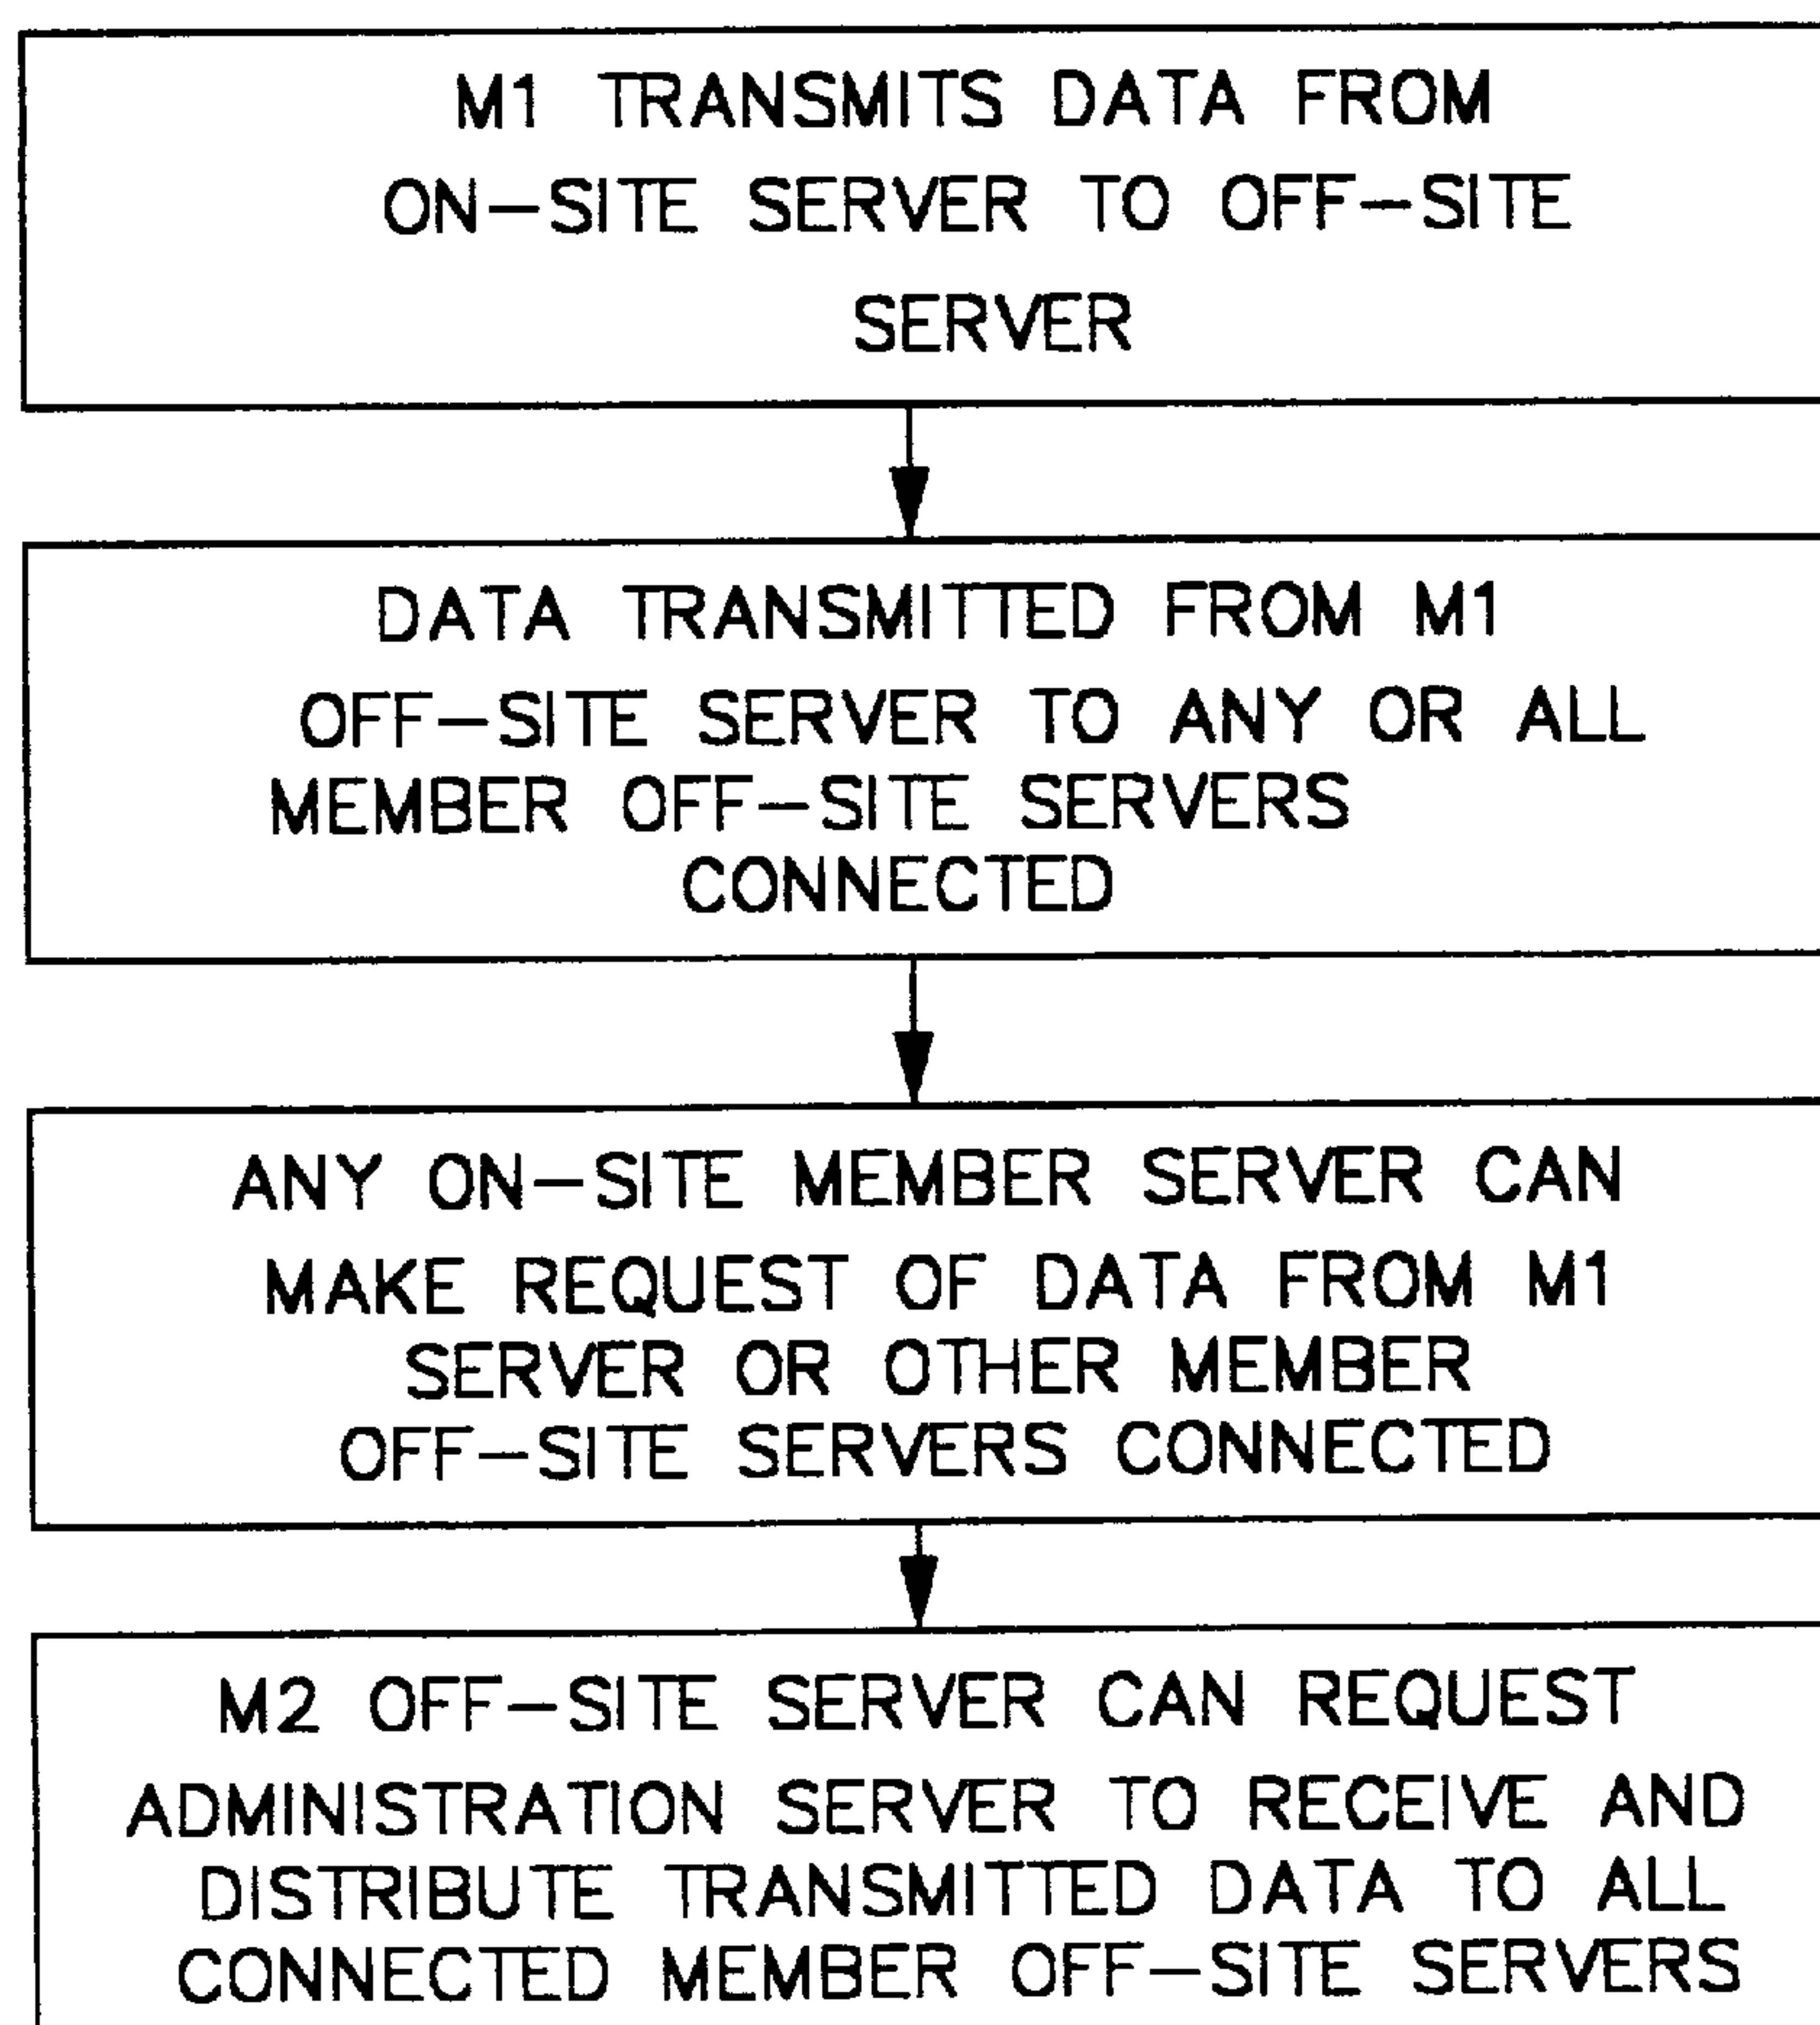 M1 TRANSMITS DATA FROM
ON-SITE SERVER TO OFF-SITE
SERVER
DATA TRANSMITTED FROM M1
OFF-SITE SERVER TO ANY OR ALL
MEMBER OFF-SITE SERVERS
CONNECTED
ANY ON-SITE MEMBER SERVER CAN
MAKE REQUEST OF DATA FROM M1
SERVER OR OTHER MEMBER
OFF-SITE SERVERS CONNECTED
M2 OFF-SITE SERVER CAN REQUEST
ADMINISTRATION SERVER TO RECEIVE AND
DISTRIBUTE TRANSMITTED DATA TO ALL
CONNECTED MEMBER OFF-SITE SERVERS